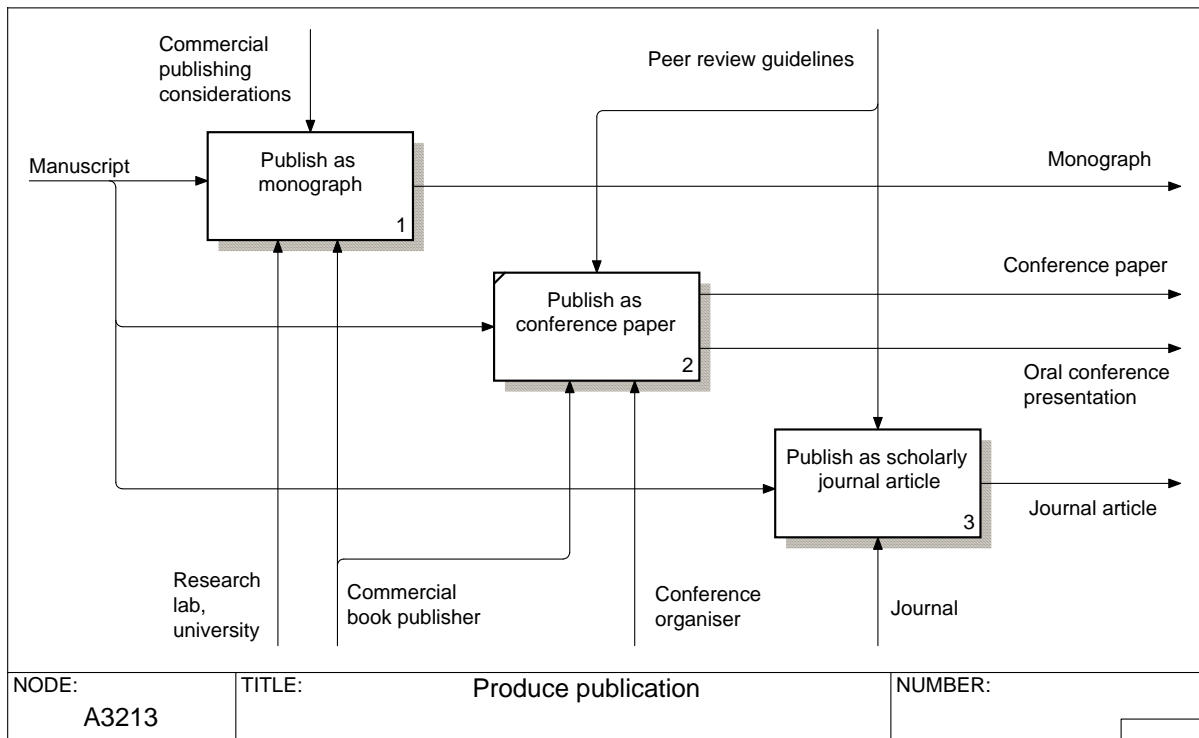 Commercial
publishing
considerations
Peer review guidelines
Manuscript
Publish as
monograph
1
Monograph
Publish as
conference paper
2
Conference paper
Oral conference
presentation
Publish as scholarly
journal article
3
Journal article
Research
lab,
university
Commercial
book publisher
Conference
organiser
Journal
NODE:
A3213
TITLE:
Produce publication
NUMBER: